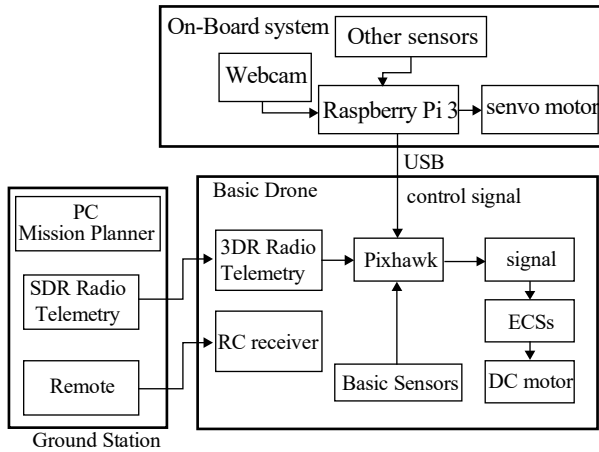 On-Board system
Other sensors
Webcam
Raspberry Pi 3
senvo motor
USB
control signal
Basic Drone
PC
Mission Planner
SDR Radio
Telemetry
Remote
Ground Station
3DR Radio
Telemetry
Pixhawk
signal
RC receiver
ECSs
Basic Sensors
DC motor